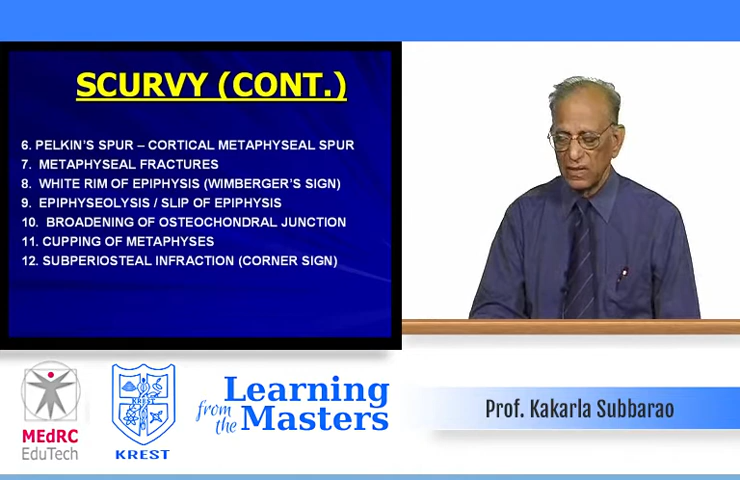 SCURVY (CONT.)
6. PELKIN'S SPUR – CORTICAL METAPHYSEAL SPUR
7. METAPHYSEAL FRACTURES
8. WHITE RIM OF EPIPHYSIS (WIMBERGER'S SIGN)
9. EPIPHYSEOLYSIS / SLIP OF EPIPHYSIS
10. BROADENING OF OSTEOCHONDRAL JUNCTION
11. CUPPING OF METAPHYSES
12. SUBPERIOSTEAL INFRACTION (CORNER SIGN)
MEdRC
EduTech
KREST
KREST
Learning
from the
Masters
Prof. Kakarla Subbarao